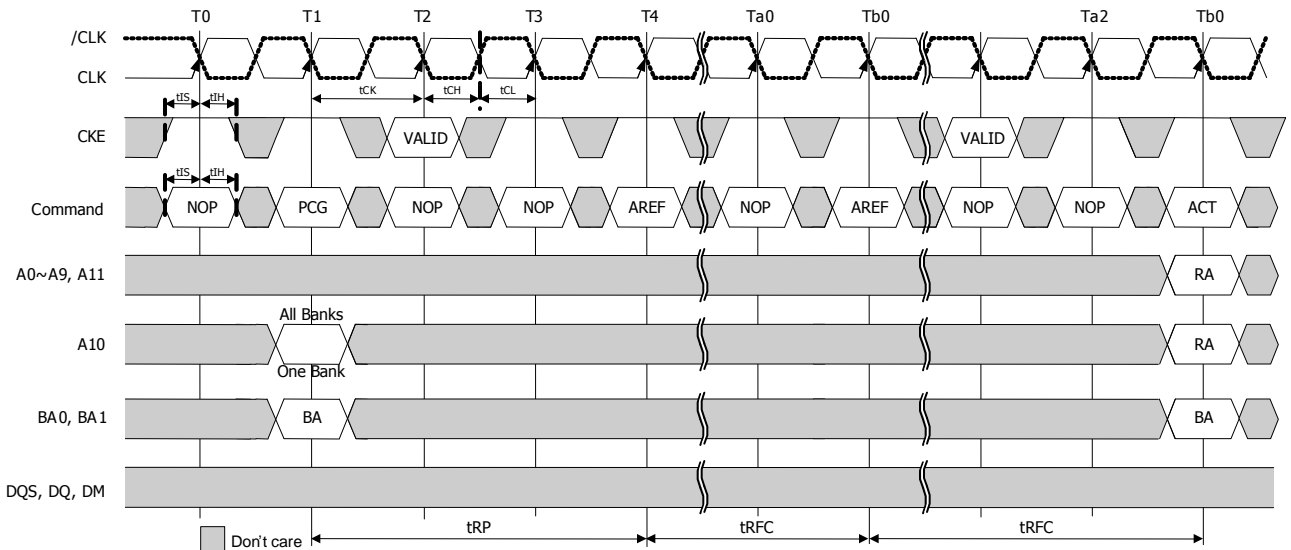 T0 T1 T2 T3 T4 Ta0 Tb0 Ta2 Tb0
/CLK
CLK
tCK tCH tCL
tIS tIH
CKE VALID VALID
tIS tIH
Command NOP PCG NOP NOP AREF NOP AREF NOP NOP ACT
A0~A9, A11 RA
All Banks
A10 RA
One Bank
BA0, BA1 BA BA
DQS, DQ, DM
tRP tRFC tRFC
Don't care